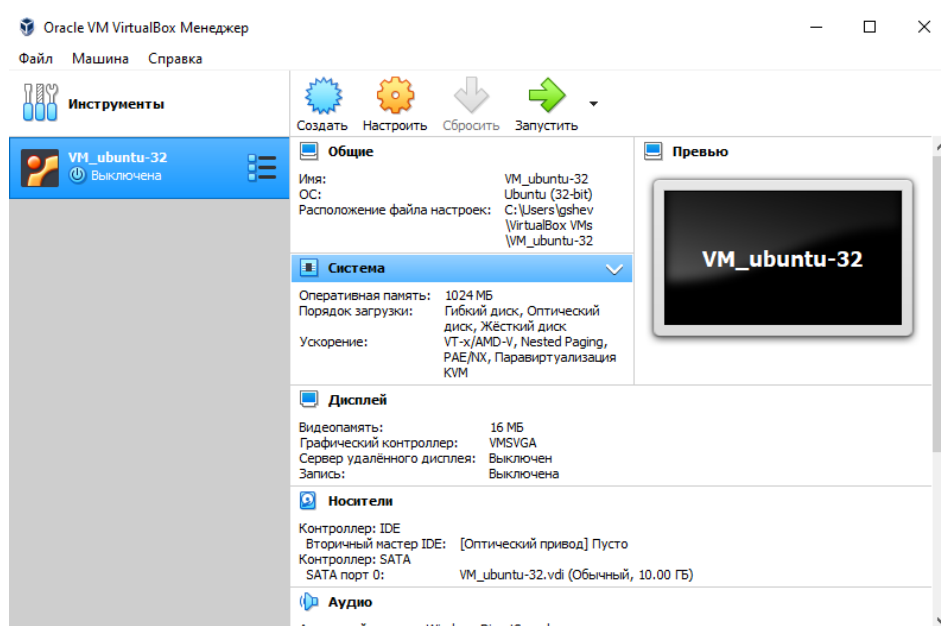 Oracle VM VirtualBox Менеджер
Файл Машина Справка
Инструменты
VM_ubuntu-32
Выключена
Создать Настроить Сбросить Запустить
Общие
Имя: VM_ubuntu-32
ОС: Ubuntu (32-bit)
Расположение файла настроек: C:\Users\gshev
\VirtualBox VMs
\VM_ubuntu-32
Превью
VM_ubuntu-32
Система
Оперативная память: 1024 МБ
Порядок загрузки: Гибкий диск, Оптический
диск, Жёсткий диск
Ускорение: VT-x/AMD-V, Nested Paging,
PAE/NX, Паравиртуализация
KVM
Дисплей
Видеопамять: 16 МБ
Графический контроллер: VMSVGA
Сервер удалённого дисплея: Выключен
Запись: Выключена
Носители
Контроллер: IDE
Вторичный мастер IDE: [Оптический привод] Пусто
Контроллер: SATA
SATA порт 0: VM_ubuntu-32.vdi (Обычный, 10.00 ГБ)
Аудио